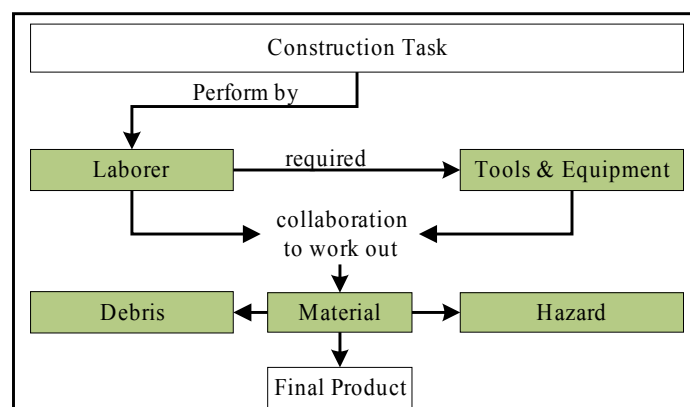 Construction Task
Perform by
Laborer
required
Tools & Equipment
collaboration
to work out
Debris
Material
Hazard
Final Product